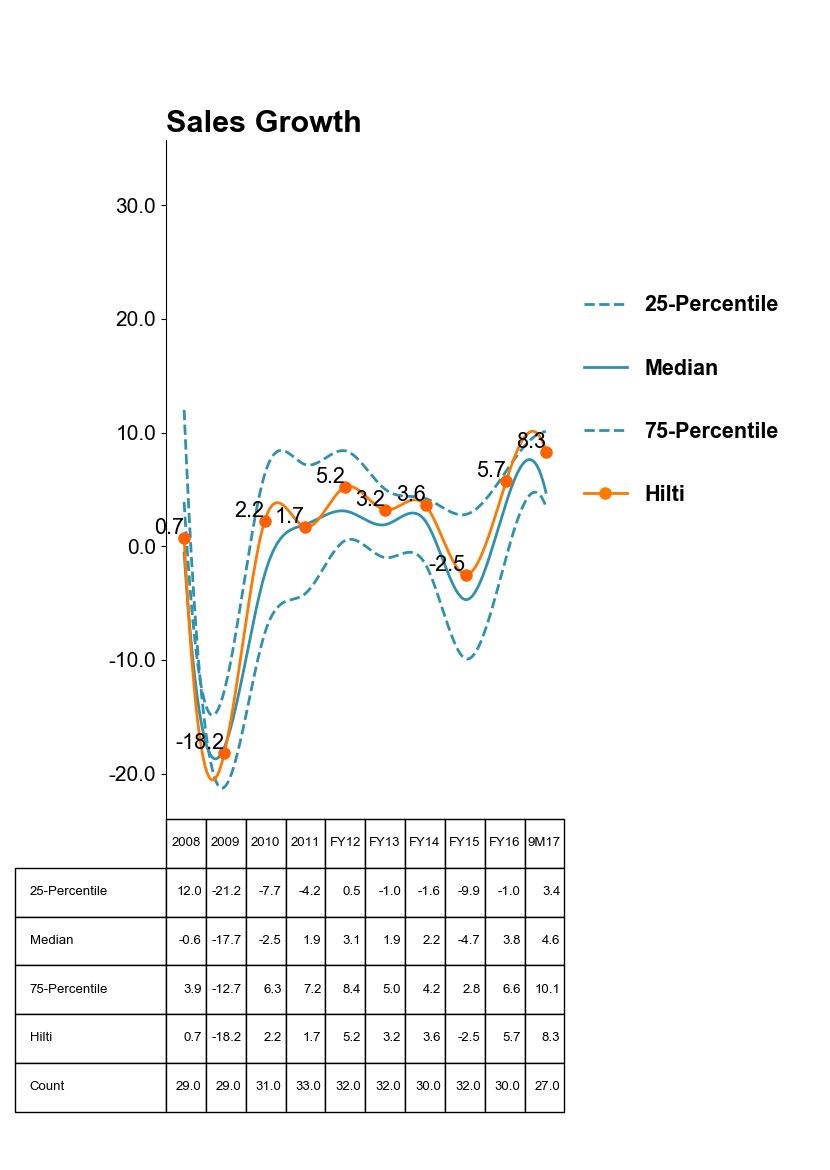 Sales Growth
30.0
20.0
10.0
0.0
-10.0
-20.0
0.7
-18.2
2.2
1.7
5.2
3.2
3.6
-2.5
5.7
8.3
25-Percentile
Median
75-Percentile
Hilti
2008 2009 2010 2011 FY12 FY13 FY14 FY15 FY16 9M17
25-Percentile 12.0 -21.2 -7.7 -4.2 0.5 -1.0 -1.6 -9.9 -1.0 3.4
Median -0.6 -17.7 -2.5 1.9 3.1 1.9 2.2 -4.7 3.8 4.6
75-Percentile 3.9 -12.7 6.3 7.2 8.4 5.0 4.2 2.8 6.6 10.1
Hilti 0.7 -18.2 2.2 1.7 5.2 3.2 3.6 -2.5 5.7 8.3
Count 29.0 29.0 31.0 33.0 32.0 32.0 30.0 32.0 30.0 27.0